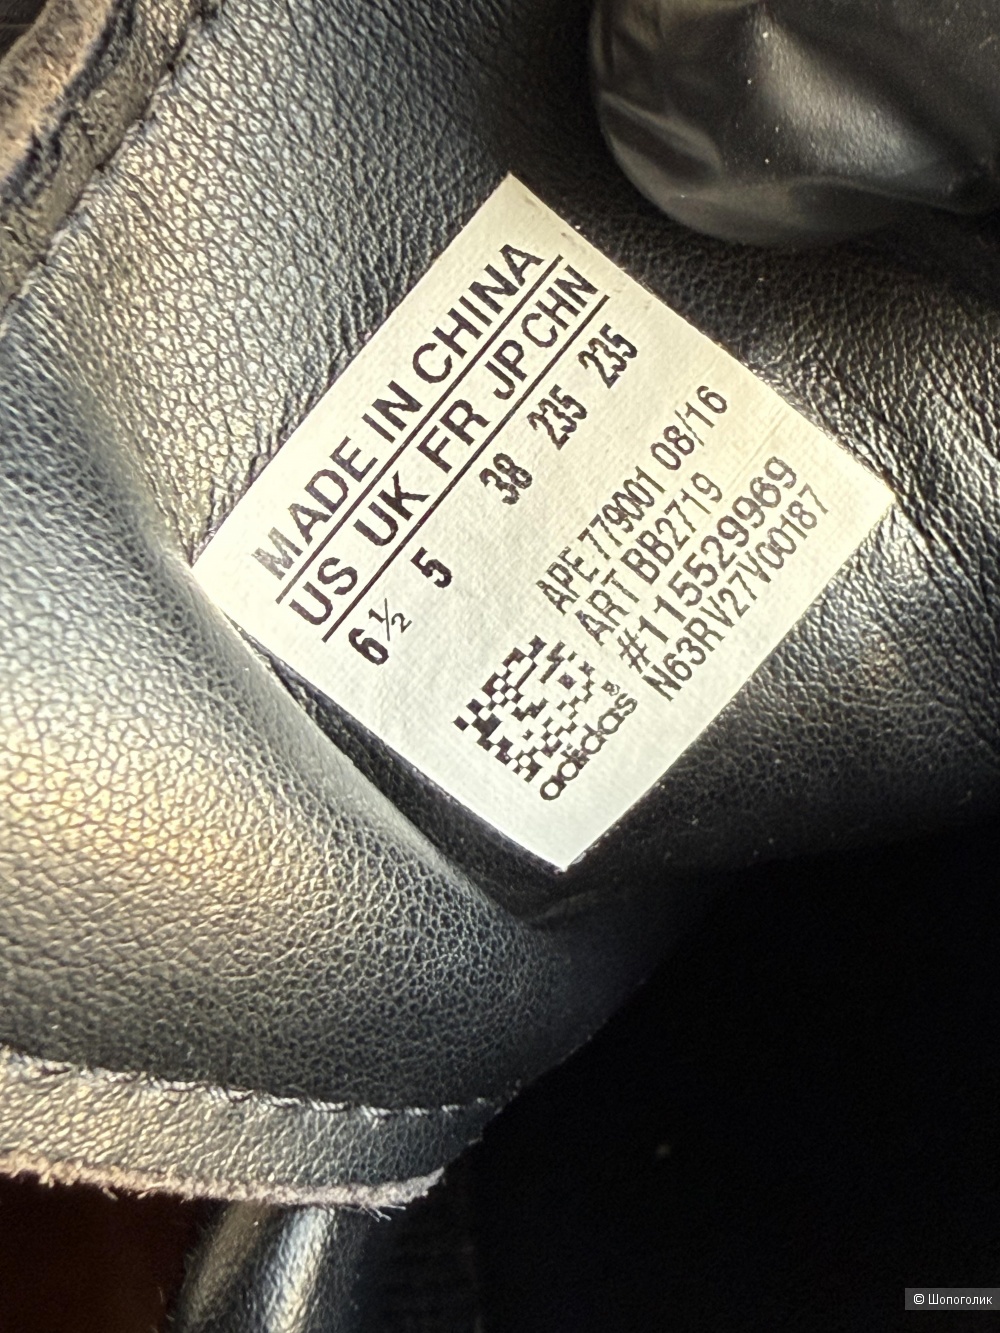 MADE IN CHINA
US UK FR JP CHN
6½ 5 38 235 235
APE 779001 08/16
ART BB2719
#115529969
N63RV27V00187
adidas®
© Шопоголик